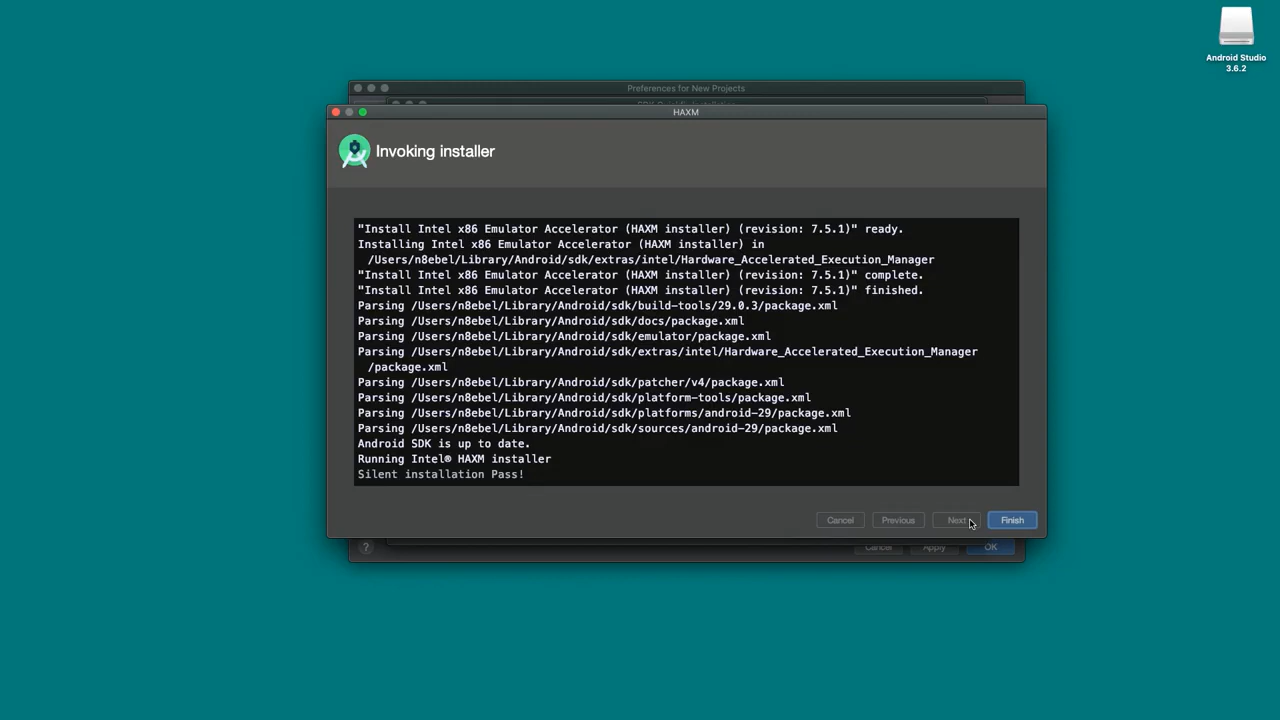 Android Studio
3.6.2
Preferences for New Projects
HAXM
Invoking installer
"Install Intel x86 Emulator Accelerator (HAXM installer) (revision: 7.5.1)" ready.
Installing Intel x86 Emulator Accelerator (HAXM installer) in
/Users/n8ebel/Library/Android/sdk/extras/intel/Hardware_Accelerated_Execution_Manager
"Install Intel x86 Emulator Accelerator (HAXM installer) (revision: 7.5.1)" complete.
"Install Intel x86 Emulator Accelerator (HAXM installer) (revision: 7.5.1)" finished.
Parsing /Users/n8ebel/Library/Android/sdk/build-tools/29.0.3/package.xml
Parsing /Users/n8ebel/Library/Android/sdk/docs/package.xml
Parsing /Users/n8ebel/Library/Android/sdk/emulator/package.xml
Parsing /Users/n8ebel/Library/Android/sdk/extras/intel/Hardware_Accelerated_Execution_Manager
/package.xml
Parsing /Users/n8ebel/Library/Android/sdk/patcher/v4/package.xml
Parsing /Users/n8ebel/Library/Android/sdk/platform-tools/package.xml
Parsing /Users/n8ebel/Library/Android/sdk/platforms/android-29/package.xml
Parsing /Users/n8ebel/Library/Android/sdk/sources/android-29/package.xml
Android SDK is up to date.
Running Intel® HAXM installer
Silent installation Pass!
Cancel Previous Next Finish
? Cancel Apply OK